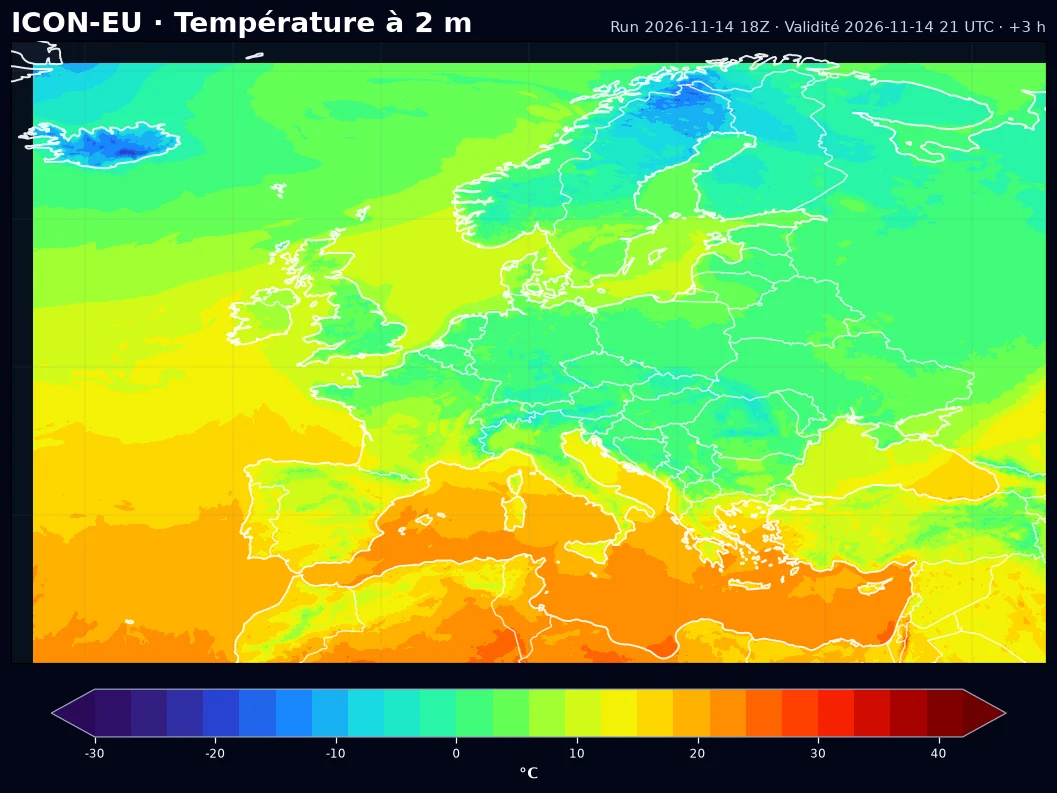 ICON-EU · Température à 2 m
Run 2026-11-14 18Z · Validité 2026-11-14 21 UTC · +3 h
-30 -20 -10 0 10 20 30 40
°C